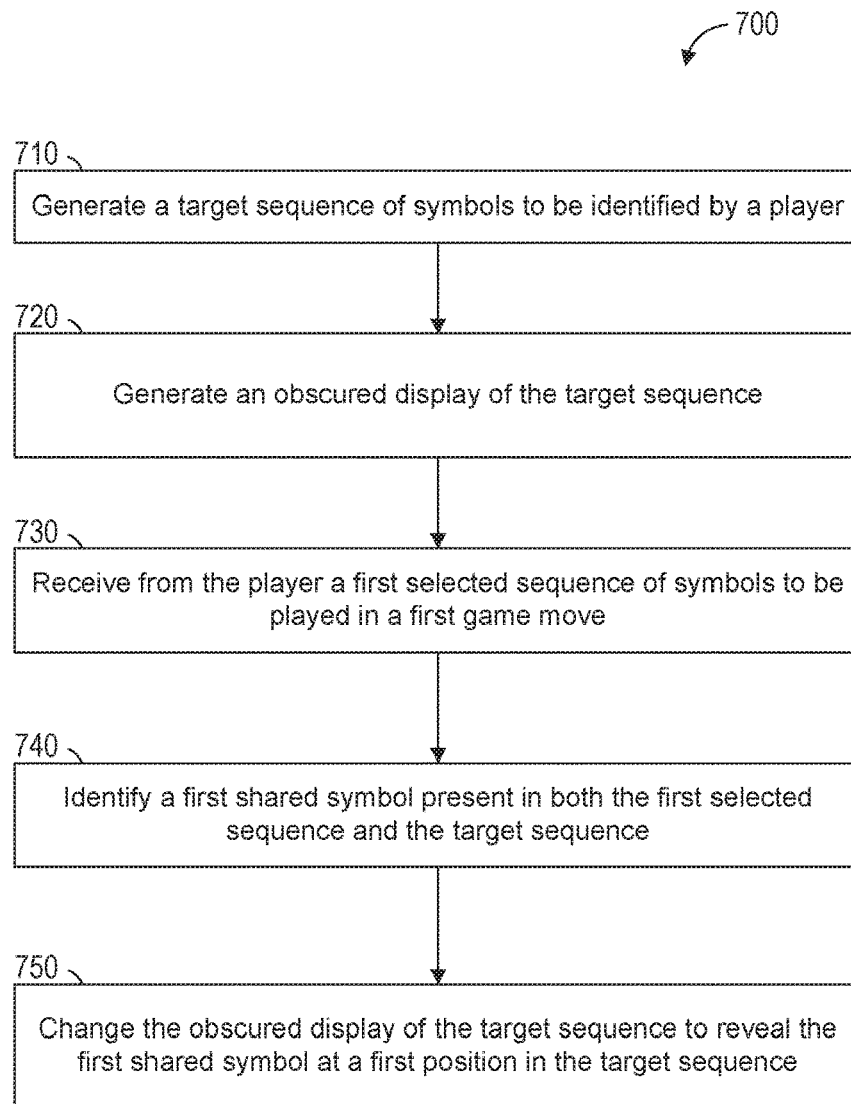 700
710
Generate a target sequence of symbols to be identified by a player
720
Generate an obscured display of the target sequence
730
Receive from the player a first selected sequence of symbols to be
played in a first game move
740
Identify a first shared symbol present in both the first selected
sequence and the target sequence
750
Change the obscured display of the target sequence to reveal the
first shared symbol at a first position in the target sequence